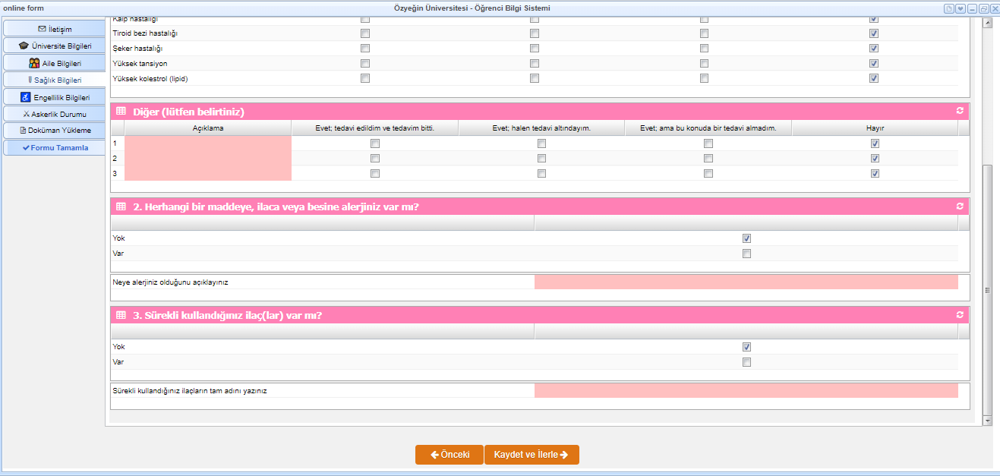 online form
Özyeğin Üniversitesi - Öğrenci Bilgi Sistemi
İletişim
Üniversite Bilgileri
Aile Bilgileri
Sağlık Bilgileri
Engellilik Bilgileri
Askerlik Durumu
Doküman Yükleme
Formu Tamamla
Kalp hastalığı
Tiroid bezi hastalığı
Şeker hastalığı
Yüksek tansiyon
Yüksek kolestrol (lipid)
Diğer (lütfen belirtiniz)
Açıklama Evet; tedavi edildim ve tedavim bitti. Evet; halen tedavi altındayım. Evet; ama bu konuda bir tedavi almadım. Hayır
1
2
3
2. Herhangi bir maddeye, ilaca veya besine alerjiniz var mı?
Yok
Var
Neye alerjiniz olduğunu açıklayınız
3. Sürekli kullandığınız ilaç(lar) var mı?
Yok
Var
Sürekli kullandığınız ilaçların tam adını yazınız
Önceki Kaydet ve İlerle